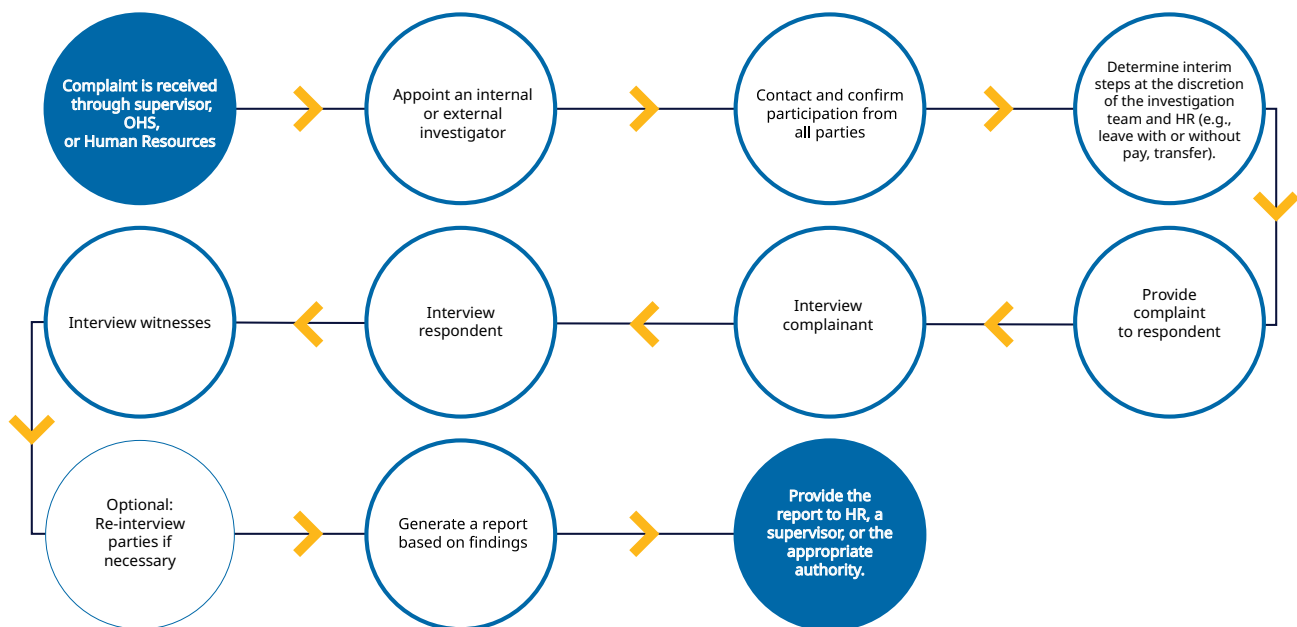 Complaint is received
through supervisor,
OHS,
or Human Resources
Appoint an internal
or external
investigator
Contact and confirm
participation from
all parties
Determine interim
steps at the discretion
of the investigation
team and HR (e.g.,
leave with or without
pay, transfer).
Provide
complaint
to respondent
Interview
complainant
Interview
respondent
Interview witnesses
Optional:
Re-interview
parties if
necessary
Generate a report
based on findings
Provide the
report to HR, a
supervisor, or the
appropriate
authority.